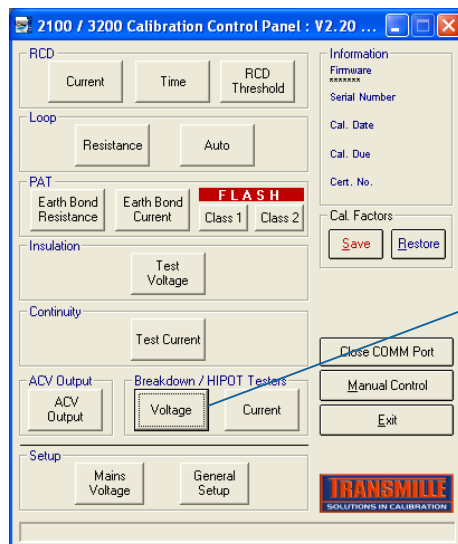 2100 / 3200 Calibration Control Panel : V2.20 ...
RCD
Current
Time
RCD
Threshold
Loop
Resistance
Auto
PAT
Earth Bond
Resistance
Earth Bond
Current
FLASH
Class 1
Class 2
Insulation
Test
Voltage
Continuity
Test Current
ACV Output
ACV
Output
Breakdown / HIPOT Testers
Voltage
Current
Setup
Mains
Voltage
General
Setup
Information
Firmware
*******
Serial Number
Cal. Date
Cal. Due
Cert. No.
Cal. Factors
Save
Restore
Close COMM Port
Manual Control
Exit
TRANSMILLE
SOLUTIONS IN CALIBRATION